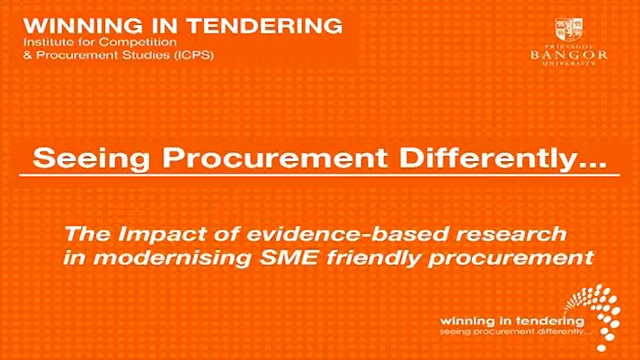 WINNING IN TENDERING
Institute for Competition
& Procurement Studies (ICPS)
PRIFYSGOL
BANGOR
UNIVERSITY
Seeing Procurement Differently...
The Impact of evidence-based research
in modernising SME friendly procurement
winning in tendering
seeing procurement differently...